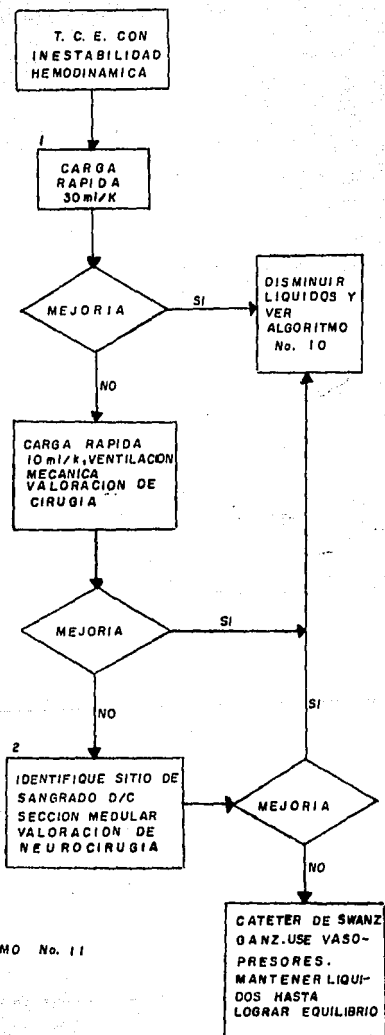 T. C. E. CON
INESTABILIDAD
HEMODINAMICA
1
CARGA
RAPIDA
30 ml/K
MEJORIA
SI
DISMINUIR
LIQUIDOS Y
VER
ALGORITMO
No. 10
NO
CARGA RAPIDA
10 ml/k, VENTILACION
MECANICA
VALORACION DE
CIRUGIA
MEJORIA
SI
NO
SI
2
IDENTIFIQUE SITIO DE
SANGRADO D/C
SECCION MEDULAR
VALORACION DE
NEUROCIRUGIA
MEJORIA
NO
CATETER DE SWANZ
GANZ. USE VASO-
PRESORES.
MANTENER LIQUI-
DOS HASTA
LOGRAR EQUILIBRIO
MO No. 11